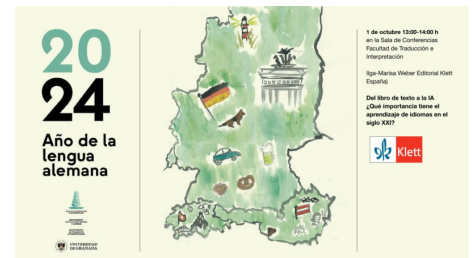 20
24
Año de la
lengua
alemana
UNIVERSIDAD
DE GRANADA
1 de octubre 13:00-14:00 h
en la Sala de Conferencias
Facultad de Traducción e
Interpretación
Ilga-Marisa Weber Editorial Klett
España)
Del libro de texto a la IA
¿Qué importancia tiene el
aprendizaje de idiomas en el
siglo XXI?
Klett